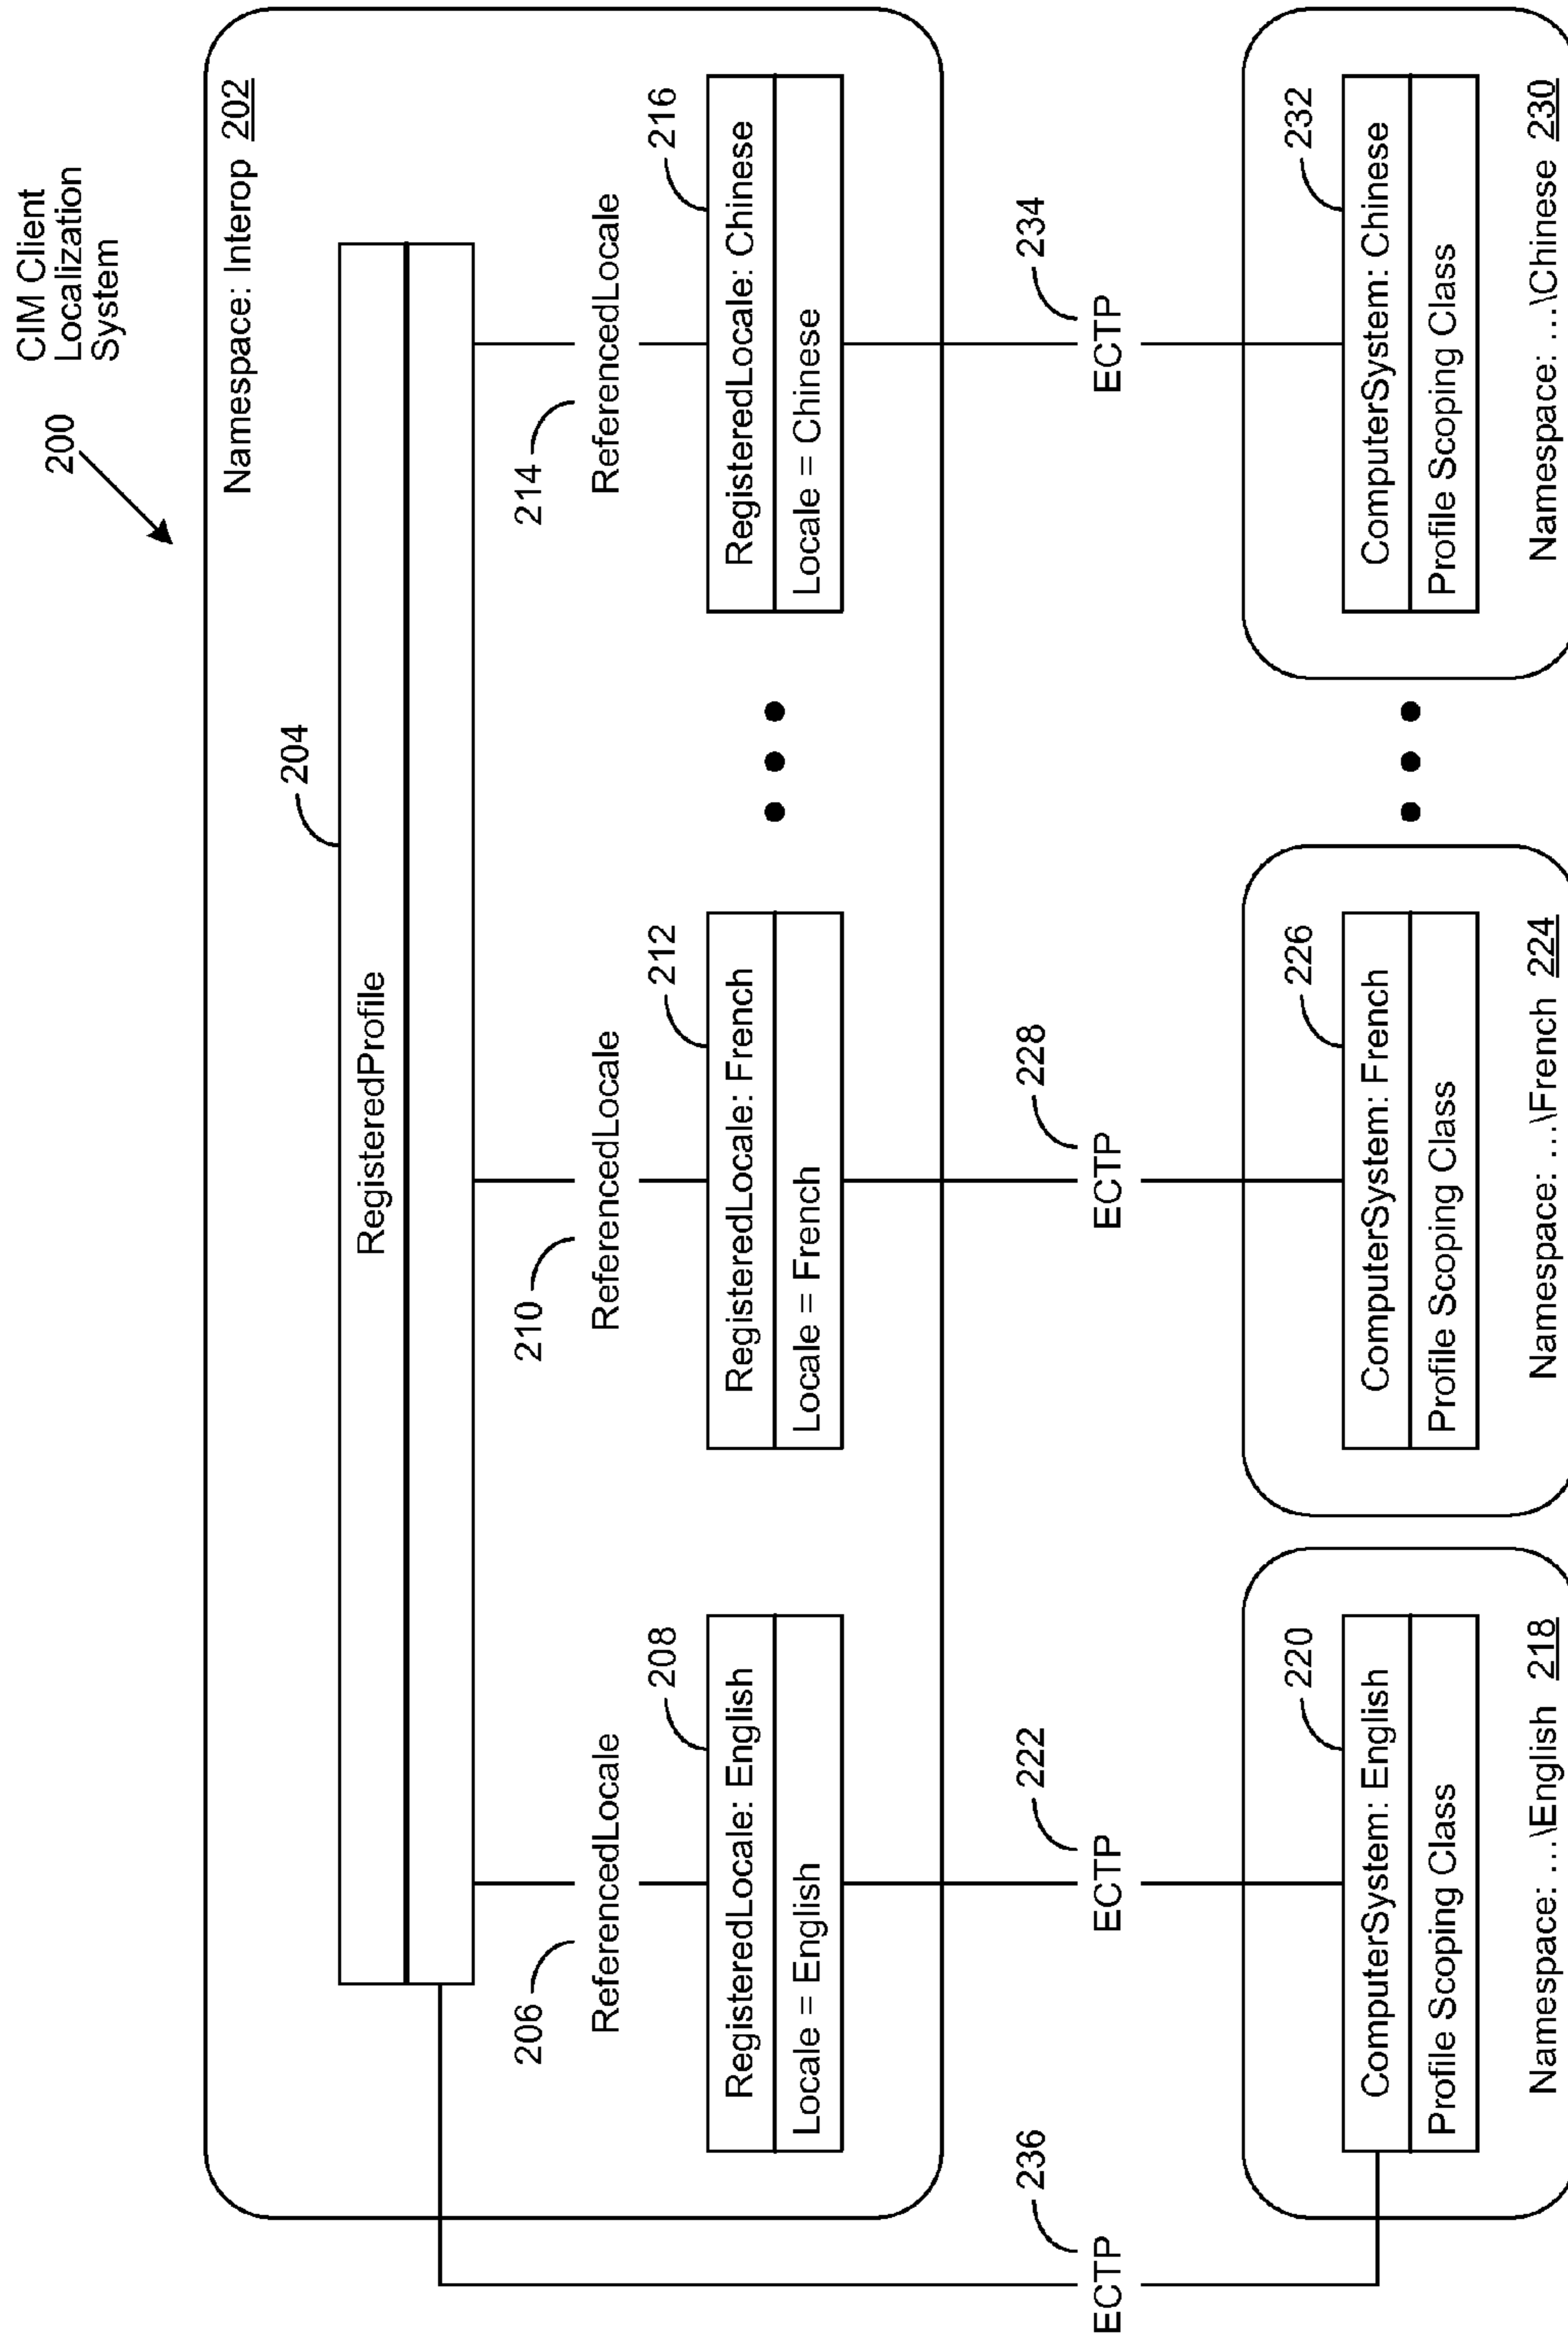 CIM Client
Localization
System
200
Namespace: Interop 202
204
RegisteredProfile
206
ReferencedLocale
210
ReferencedLocale
214
ReferencedLocale
208
RegisteredLocale: English
Locale = English
212
RegisteredLocale: French
Locale = French
216
RegisteredLocale: Chinese
Locale = Chinese
236
ECTP
222
ECTP
228
ECTP
234
ECTP
220
ComputerSystem: English
Profile Scoping Class
Namespace: ...\English 218
226
ComputerSystem: French
Profile Scoping Class
Namespace: ...\French 224
232
ComputerSystem: Chinese
Profile Scoping Class
Namespace: ...\Chinese 230